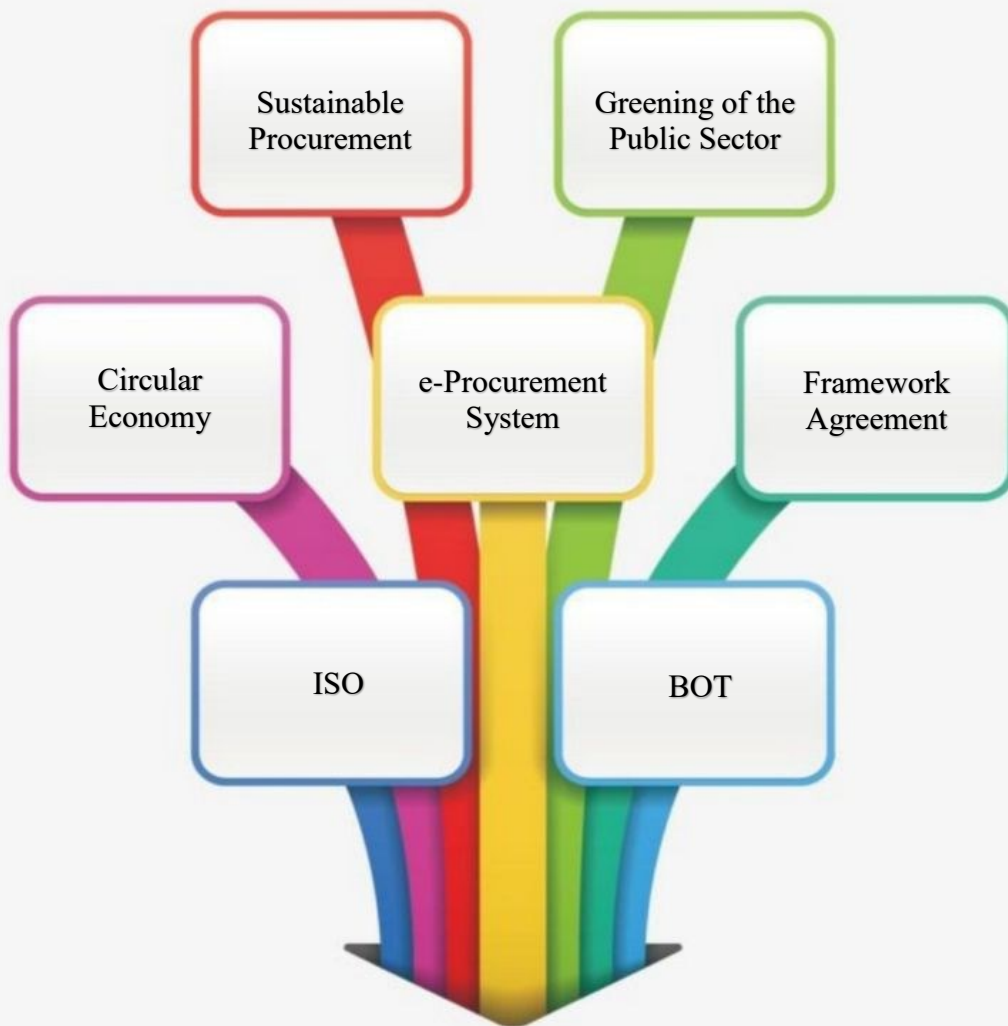 Sustainable
Procurement
Greening of the
Public Sector
Circular
Economy
e-Procurement
System
Framework
Agreement
ISO
BOT